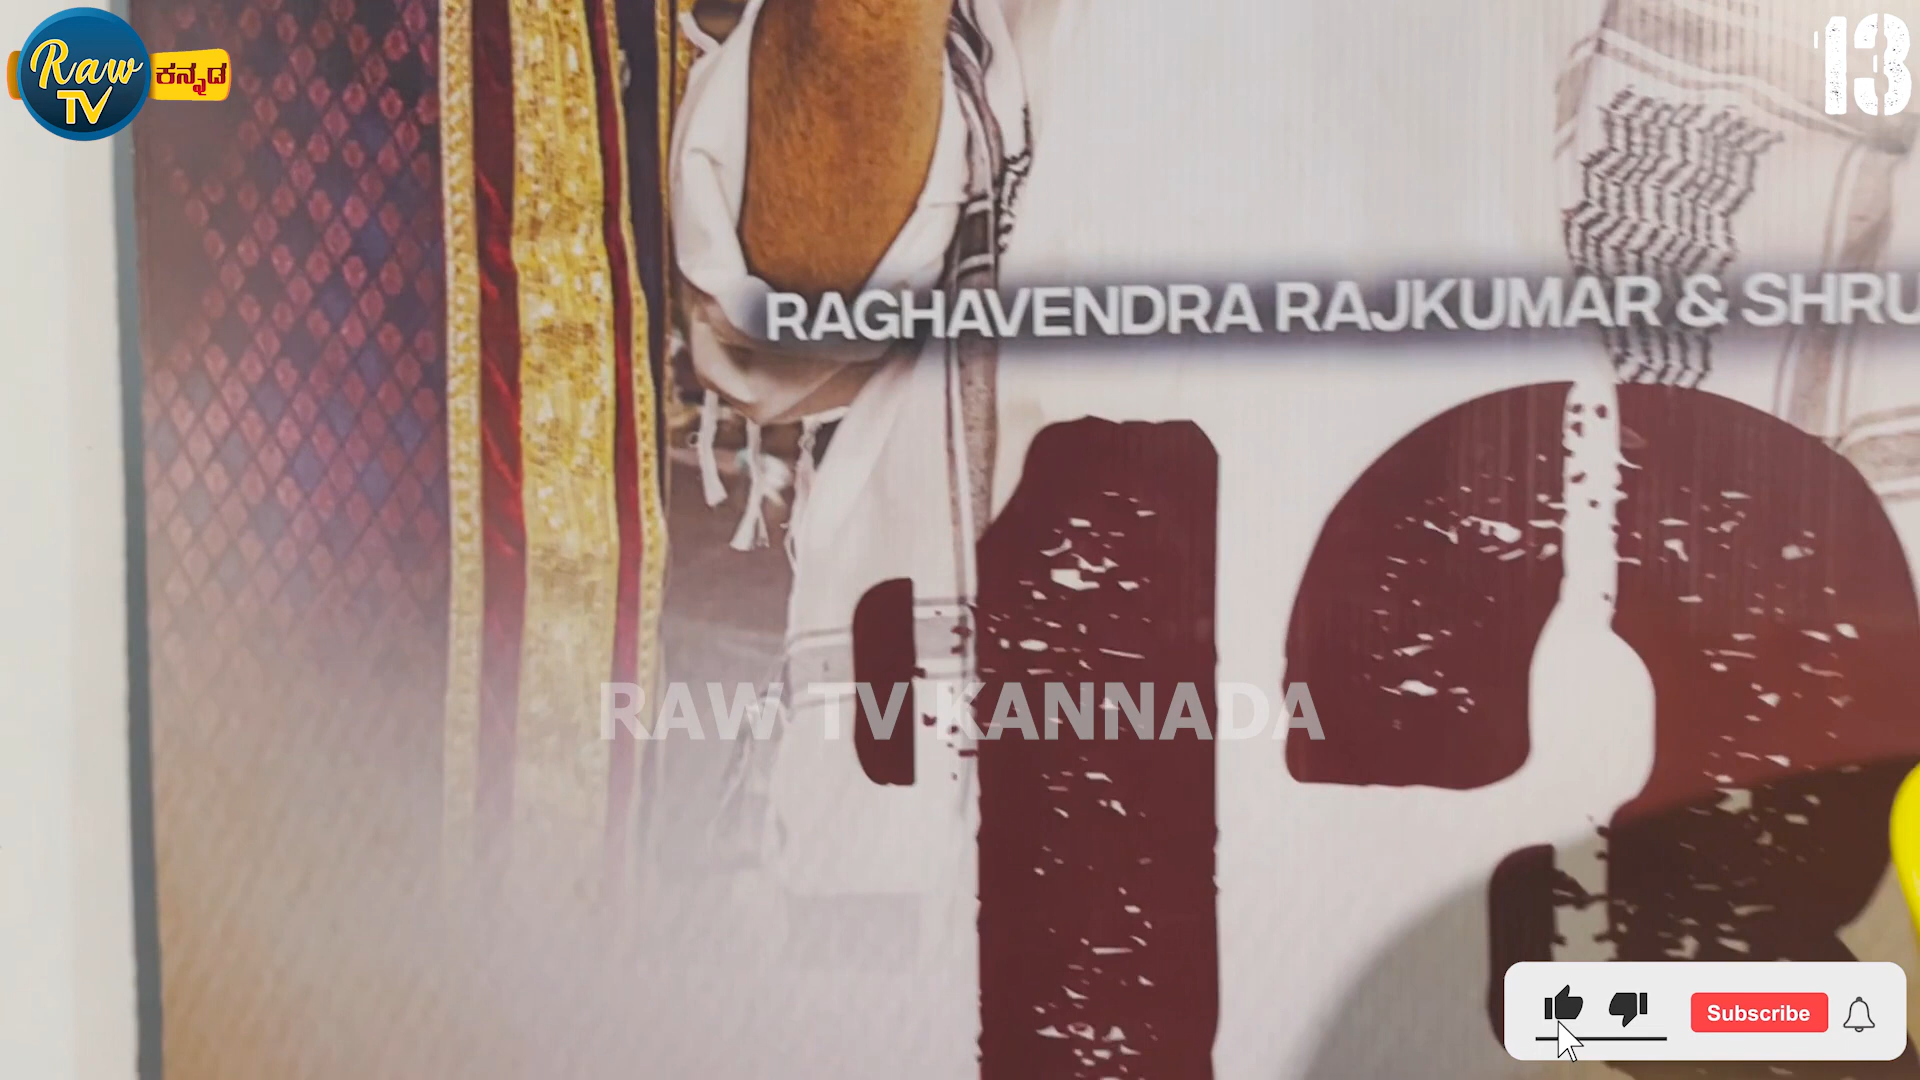 Raw
TV
ಕನ್ನಡ
13
RAGHAVENDRA RAJKUMAR & SHRU
13
RAW TV KANNADA
Subscribe